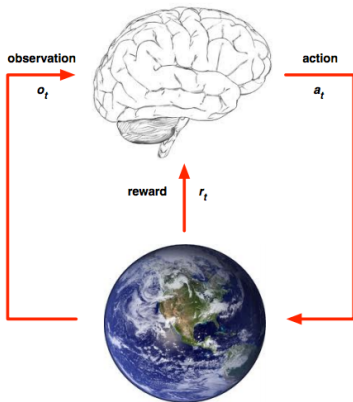 observation
o_t
action
a_t
reward
r_t